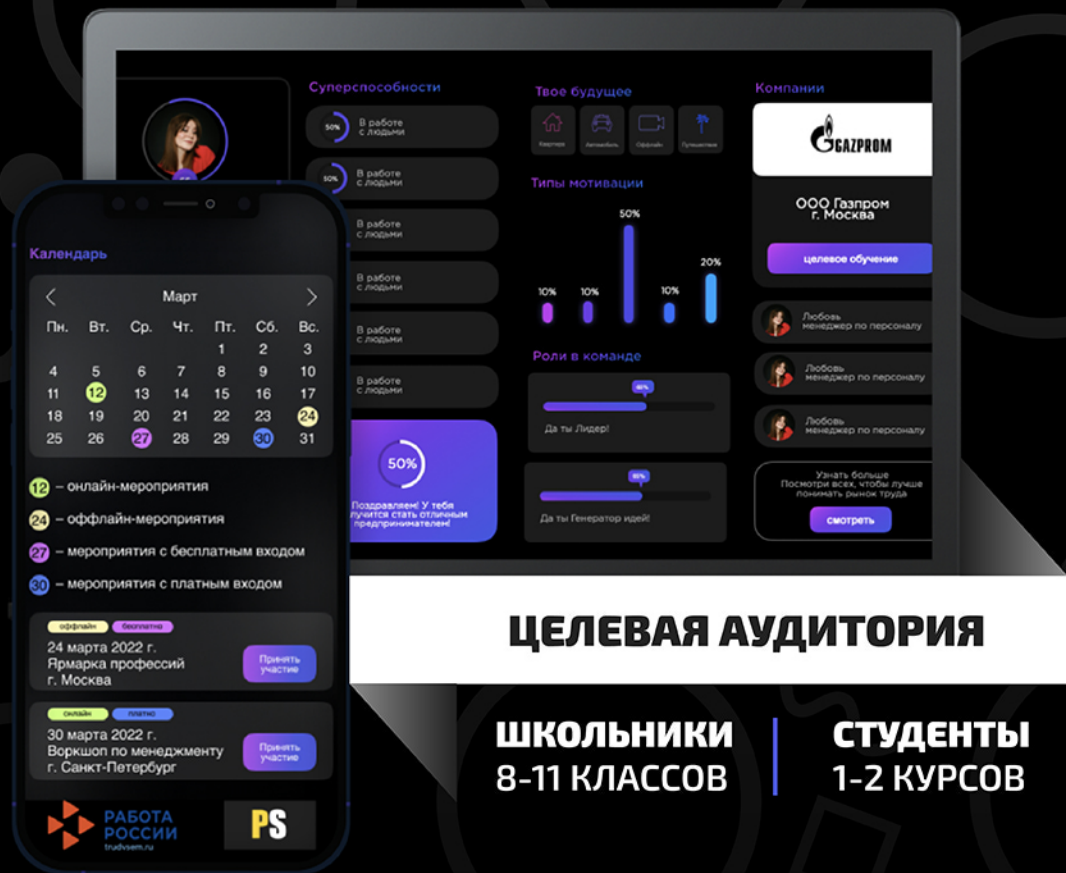 Суперспособности
50%
В работе
с людьми
50%
В работе
с людьми
В работе
с людьми
В работе
с людьми
В работе
с людьми
В работе
с людьми
50%
Поздравляем! У тебя
лучится стать отличным
предпринимателем!
Твое будущее
Квартира
Автомобиль
Оффлайн
Путешествия
Типы мотивации
10%
10%
50%
10%
20%
Роли в команде
60%
Да ты Лидер!
Да ты Генератор идей!
Компании
GAZPROM
ООО Газпром
г. Москва
целевое обучение
Любовь
менеджер по персоналу
Любовь
менеджер по персоналу
Любовь
менеджер по персоналу
Узнать больше
Посмотри всех, чтобы лучше
понимать рынок труда
смотреть
Календарь
Март
Пн. Вт. Ср. Чт. Пт. Сб. Вс.
1 2 3
4 5 6 7 8 9 10
11 12 13 14 15 16 17
18 19 20 21 22 23 24
25 26 27 28 29 30 31
12 – онлайн-мероприятия
24 – оффлайн-мероприятия
27 – мероприятия с бесплатным входом
30 – мероприятия с платным входом
оффлайн бесплатно
24 марта 2022 г.
Ярмарка профессий
г. Москва
Принять
участие
онлайн платно
30 марта 2022 г.
Воркшоп по менеджменту
г. Санкт-Петербург
Принять
участие
РАБОТА
РОССИИ
trudvsem.ru
PS
ЦЕЛЕВАЯ АУДИТОРИЯ
ШКОЛЬНИКИ
8-11 КЛАССОВ
СТУДЕНТЫ
1-2 КУРСОВ